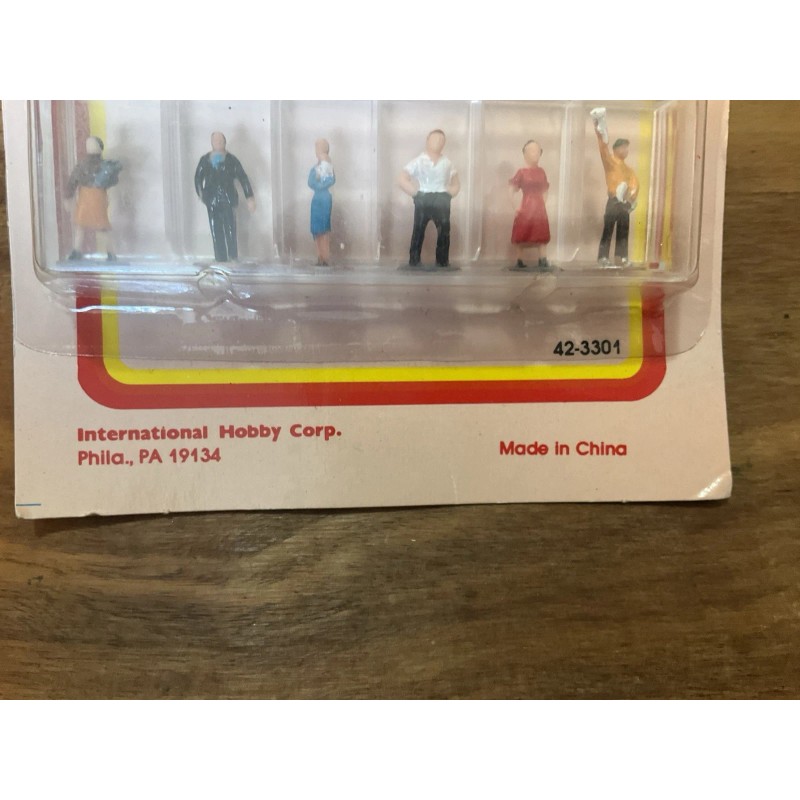 42-3301
International Hobby Corp.
Phila., PA 19134
Made in China